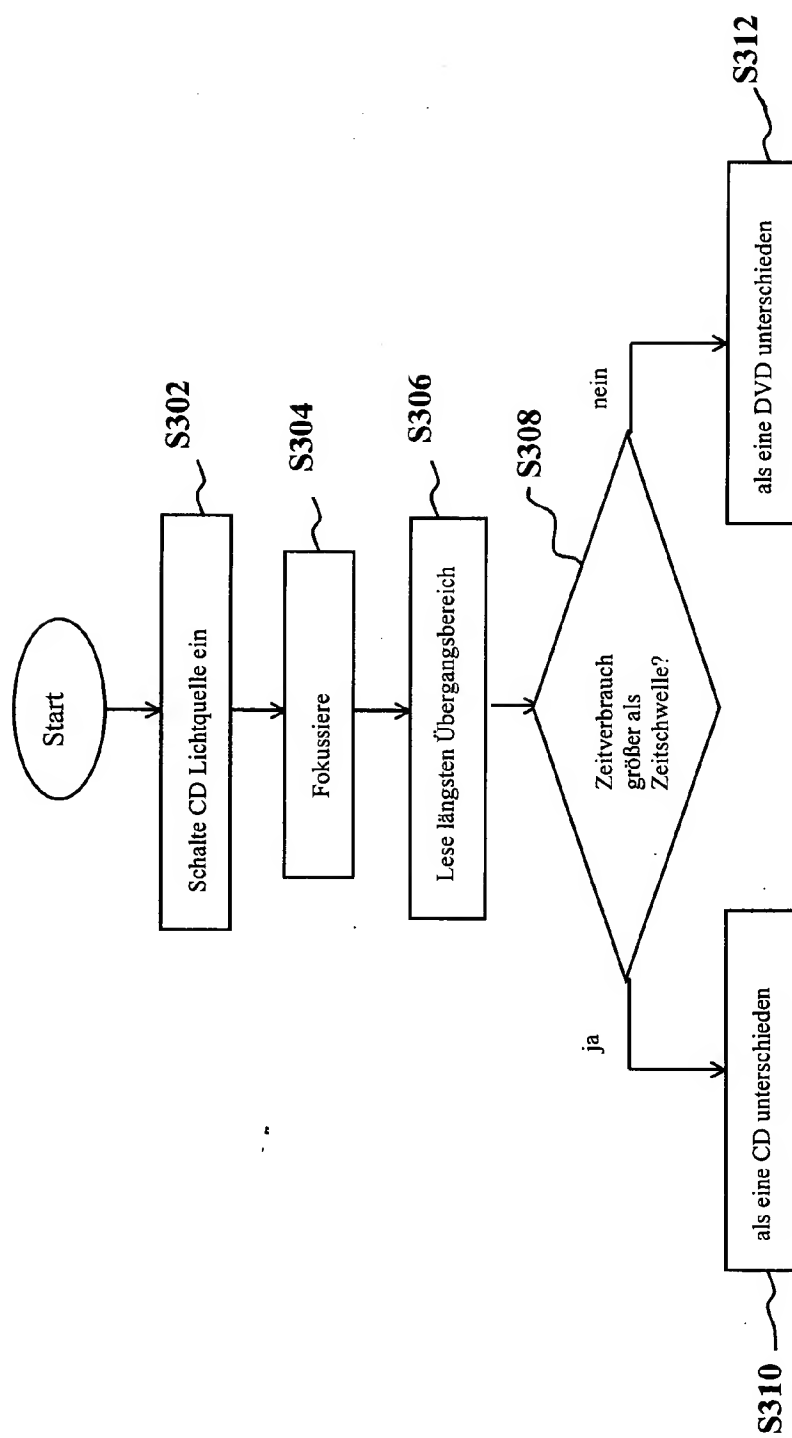 Start
Schalte CD Lichtquelle ein
S302
Fokussiere
S304
Lese längsten Übergangsbereich
S306
Zeitverbrauch
größer als
Zeitschwelle?
S308
ja
nein
als eine CD unterschieden
S310
als eine DVD unterschieden
S312